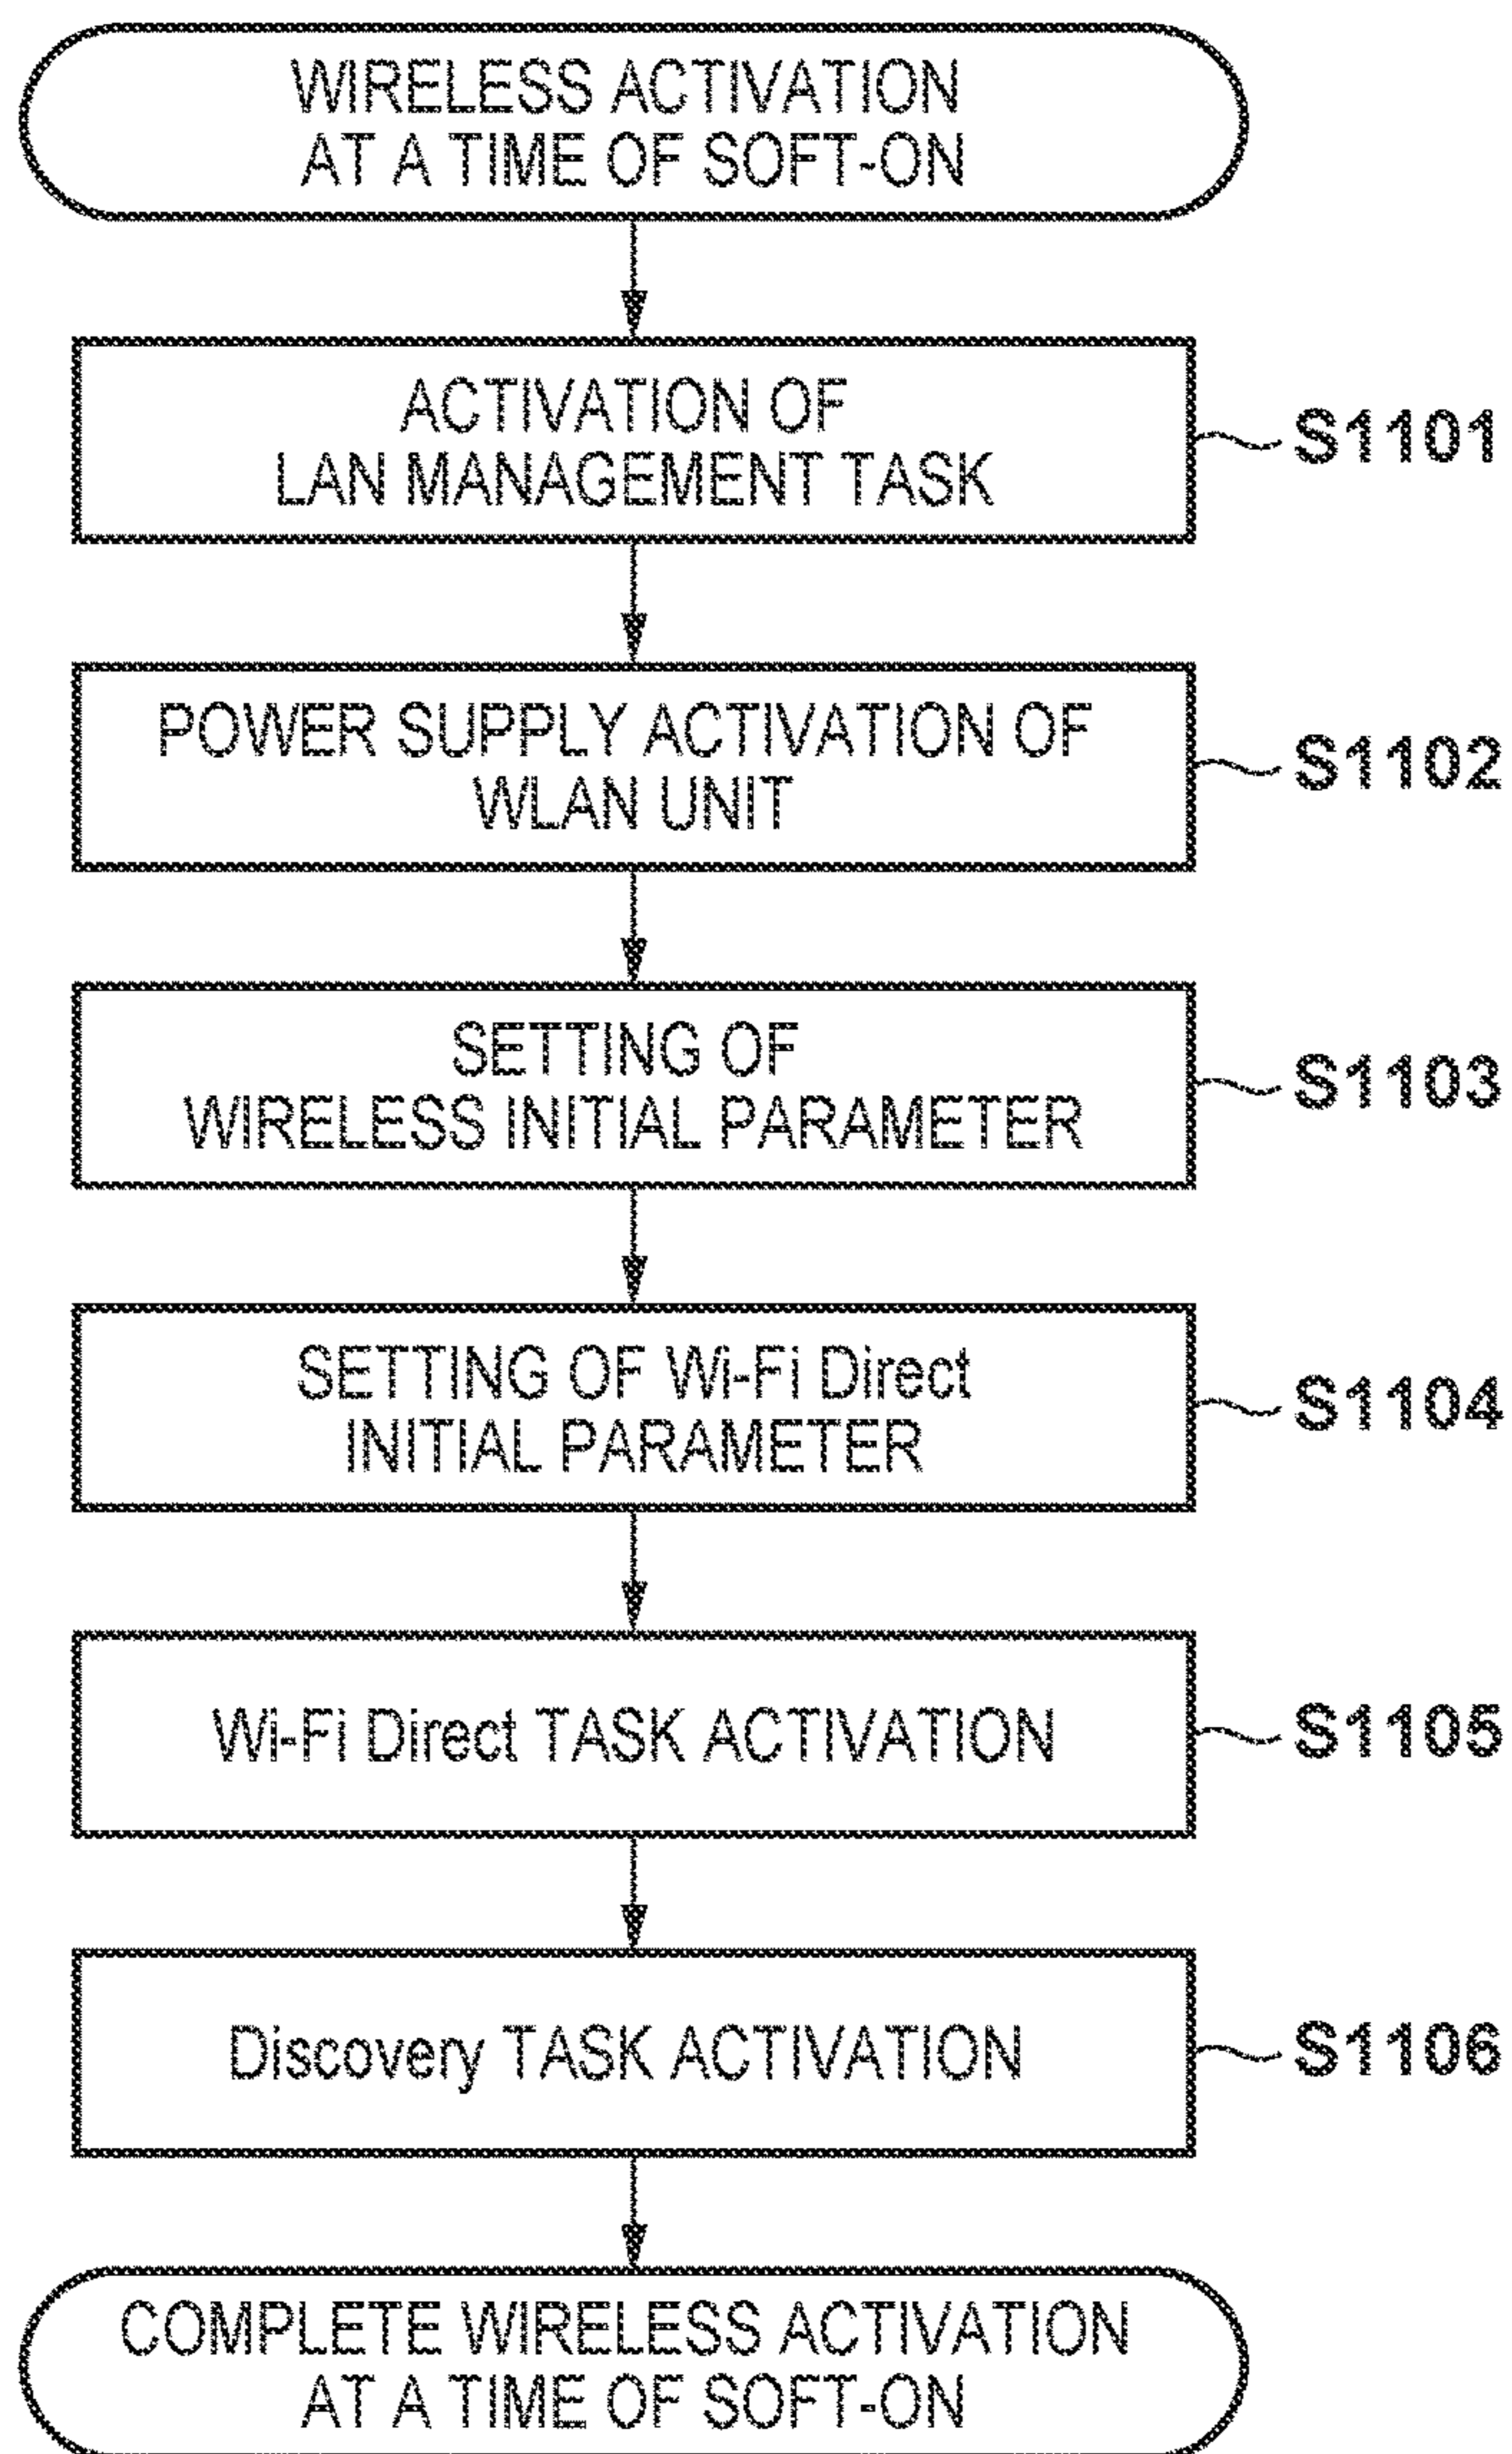 WIRELESS ACTIVATION
AT A TIME OF SOFT-ON
ACTIVATION OF
LAN MANAGEMENT TASK
S1101
POWER SUPPLY ACTIVATION OF
WLAN UNIT
S1102
SETTING OF
WIRELESS INITIAL PARAMETER
S1103
SETTING OF Wi-Fi Direct
INITIAL PARAMETER
S1104
Wi-Fi Direct TASK ACTIVATION
S1105
Discovery TASK ACTIVATION
S1106
COMPLETE WIRELESS ACTIVATION
AT A TIME OF SOFT-ON